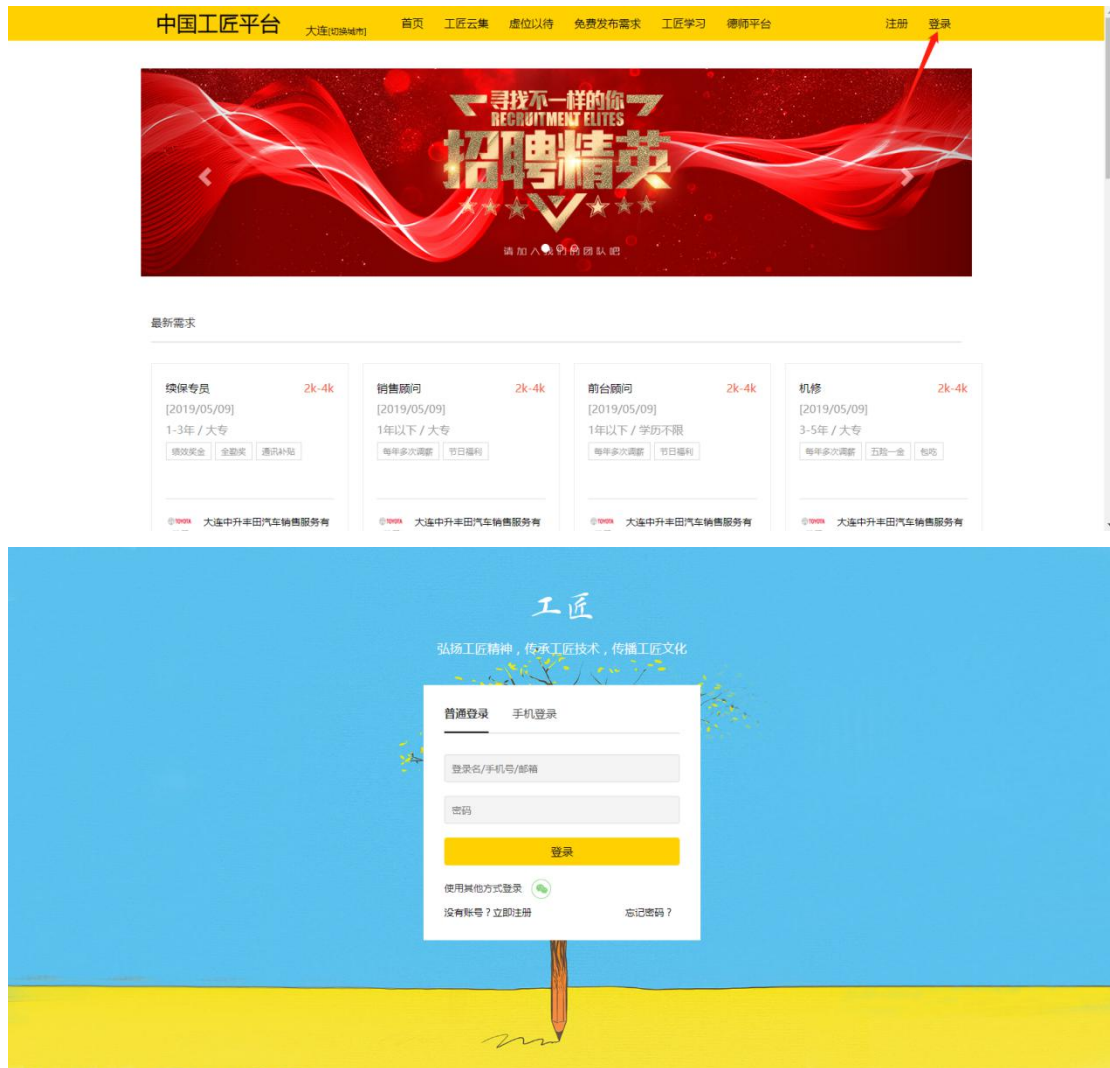 中国工匠平台 大连[切换城市] 首页 工匠云集 虚位以待 免费发布需求 工匠学习 德师平台 注册 登录
寻找不一样的你
RECRUITMENT ELITES
招聘精英
请加入我们的团队吧
最新需求
续保专员 2k-4k 销售顾问 2k-4k 前台顾问 2k-4k 机修 2k-4k
[2019/05/09] [2019/05/09] [2019/05/09] [2019/05/09]
1-3年 / 大专 1年以下 / 大专 1年以下 / 学历不限 3-5年 / 大专
绩效奖金 全勤奖 通讯补贴 每年多次调薪 节日福利 每年多次调薪 节日福利 每年多次调薪 五险一金 包吃
TOYOTA 大连中升丰田汽车销售服务有 TOYOTA 大连中升丰田汽车销售服务有 TOYOTA 大连中升丰田汽车销售服务有 TOYOTA 大连中升丰田汽车销售服务有
工匠
弘扬工匠精神，传承工匠技术，传播工匠文化
普通登录 手机登录
登录名/手机号/邮箱
密码
登录
使用其他方式登录
没有账号？立即注册 忘记密码？